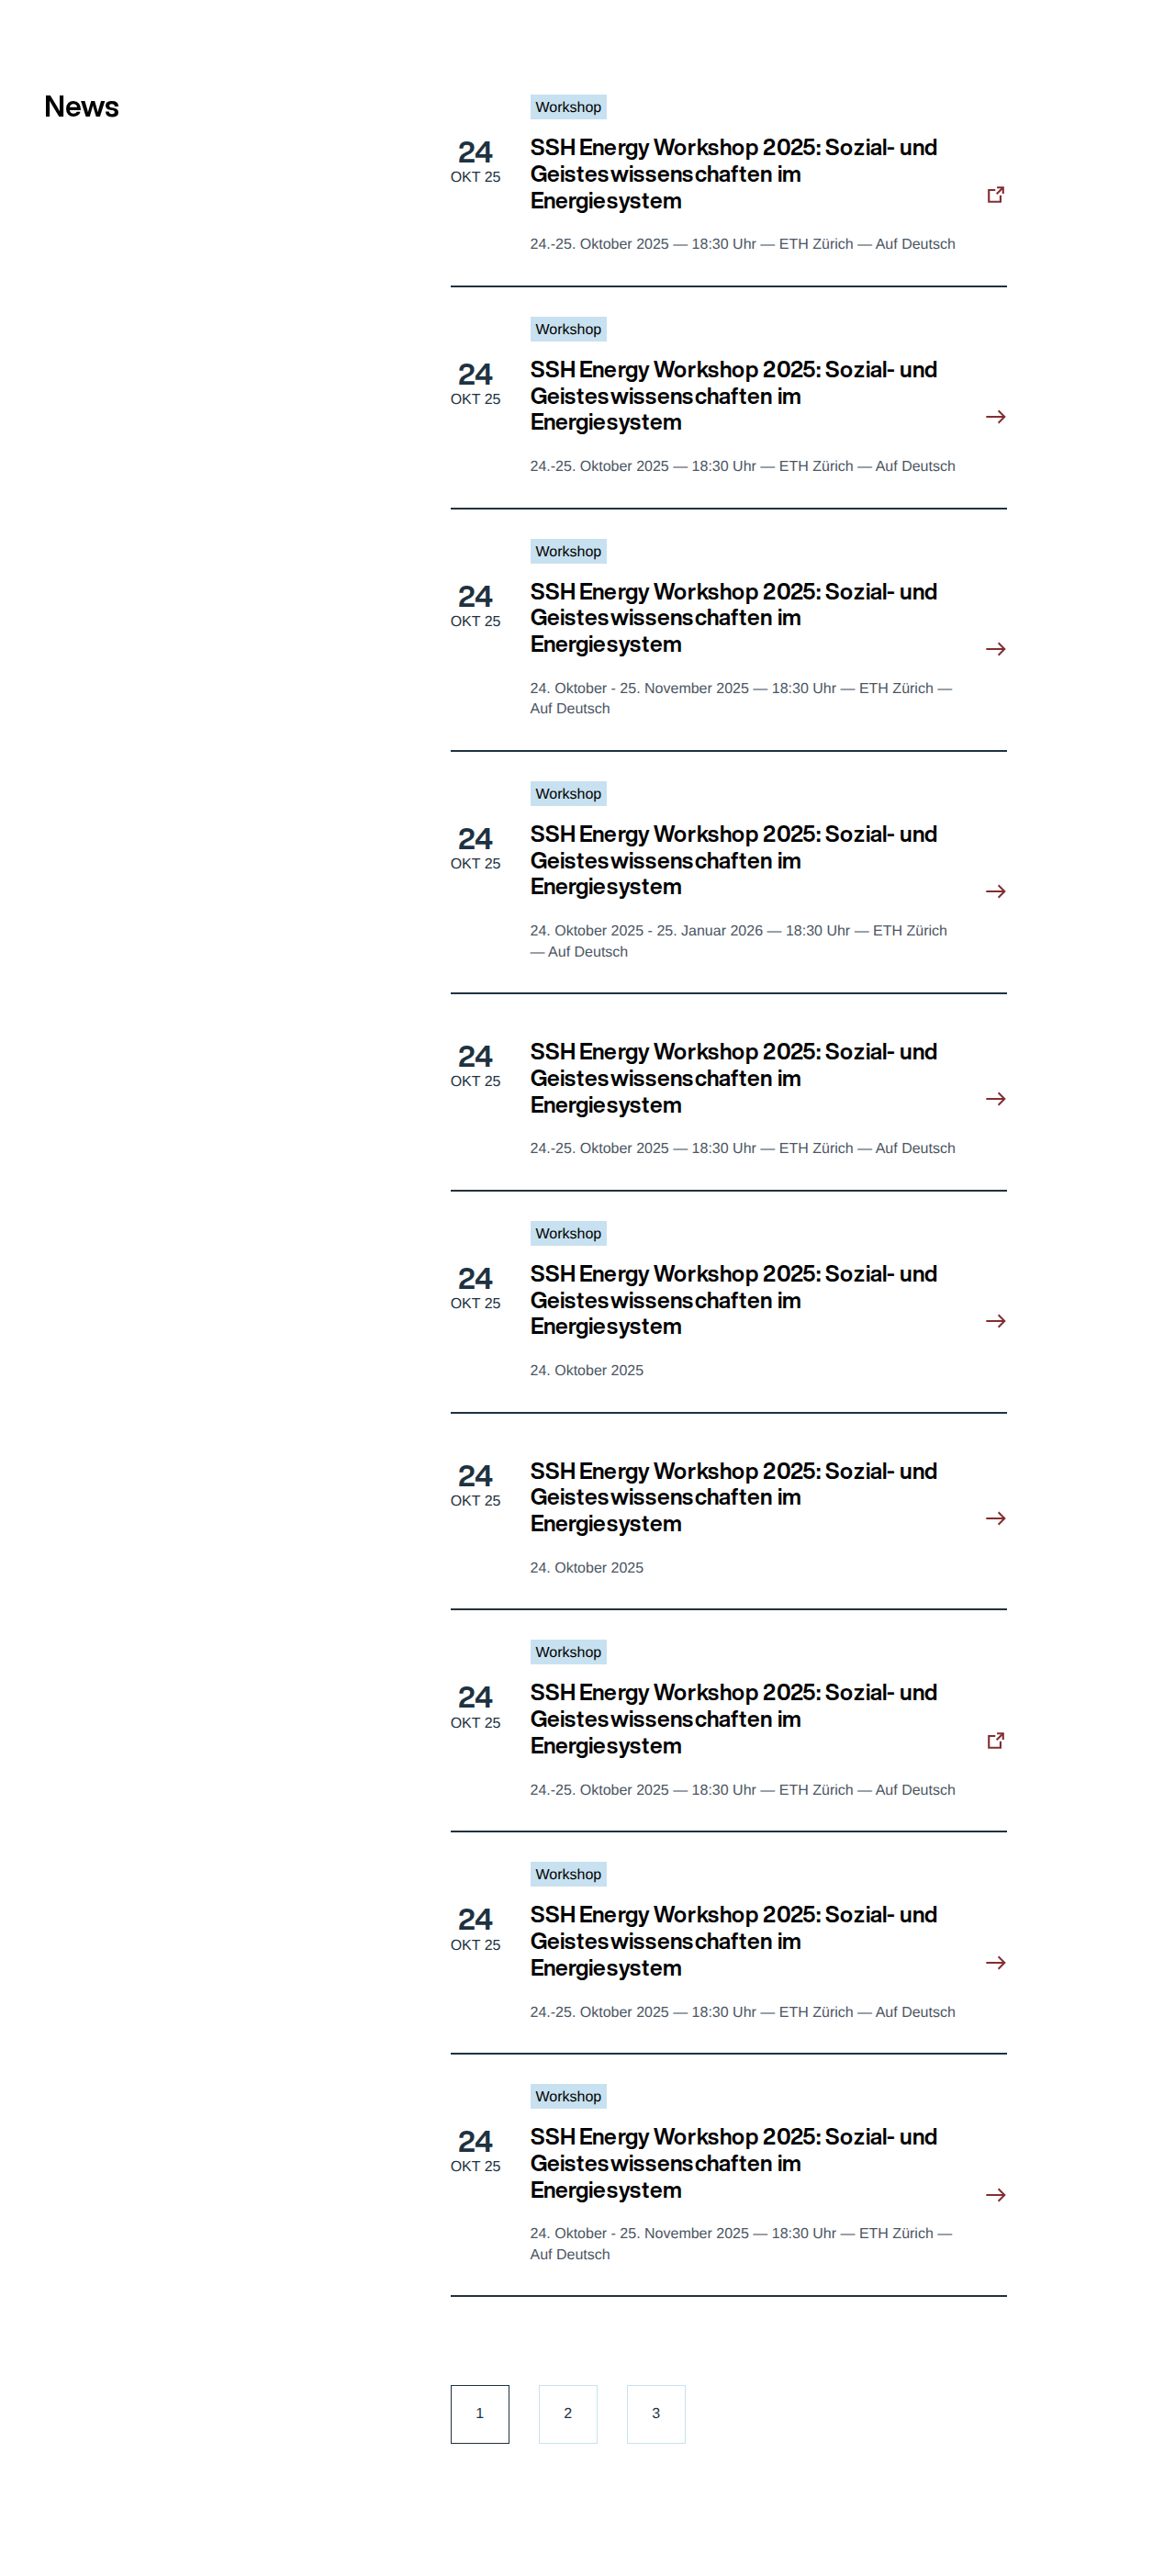 News
Workshop
24
OKT 25
SSH Energy Workshop 2025: Sozial- und
Geisteswissenschaften im
Energiesystem
24.-25. Oktober 2025 — 18:30 Uhr — ETH Zürich — Auf Deutsch
Workshop
24
OKT 25
SSH Energy Workshop 2025: Sozial- und
Geisteswissenschaften im
Energiesystem
24.-25. Oktober 2025 — 18:30 Uhr — ETH Zürich — Auf Deutsch
Workshop
24
OKT 25
SSH Energy Workshop 2025: Sozial- und
Geisteswissenschaften im
Energiesystem
24. Oktober - 25. November 2025 — 18:30 Uhr — ETH Zürich —
Auf Deutsch
Workshop
24
OKT 25
SSH Energy Workshop 2025: Sozial- und
Geisteswissenschaften im
Energiesystem
24. Oktober 2025 - 25. Januar 2026 — 18:30 Uhr — ETH Zürich
— Auf Deutsch
24
OKT 25
SSH Energy Workshop 2025: Sozial- und
Geisteswissenschaften im
Energiesystem
24.-25. Oktober 2025 — 18:30 Uhr — ETH Zürich — Auf Deutsch
Workshop
24
OKT 25
SSH Energy Workshop 2025: Sozial- und
Geisteswissenschaften im
Energiesystem
24. Oktober 2025
24
OKT 25
SSH Energy Workshop 2025: Sozial- und
Geisteswissenschaften im
Energiesystem
24. Oktober 2025
Workshop
24
OKT 25
SSH Energy Workshop 2025: Sozial- und
Geisteswissenschaften im
Energiesystem
24.-25. Oktober 2025 — 18:30 Uhr — ETH Zürich — Auf Deutsch
Workshop
24
OKT 25
SSH Energy Workshop 2025: Sozial- und
Geisteswissenschaften im
Energiesystem
24.-25. Oktober 2025 — 18:30 Uhr — ETH Zürich — Auf Deutsch
Workshop
24
OKT 25
SSH Energy Workshop 2025: Sozial- und
Geisteswissenschaften im
Energiesystem
24. Oktober - 25. November 2025 — 18:30 Uhr — ETH Zürich —
Auf Deutsch
1 2 3